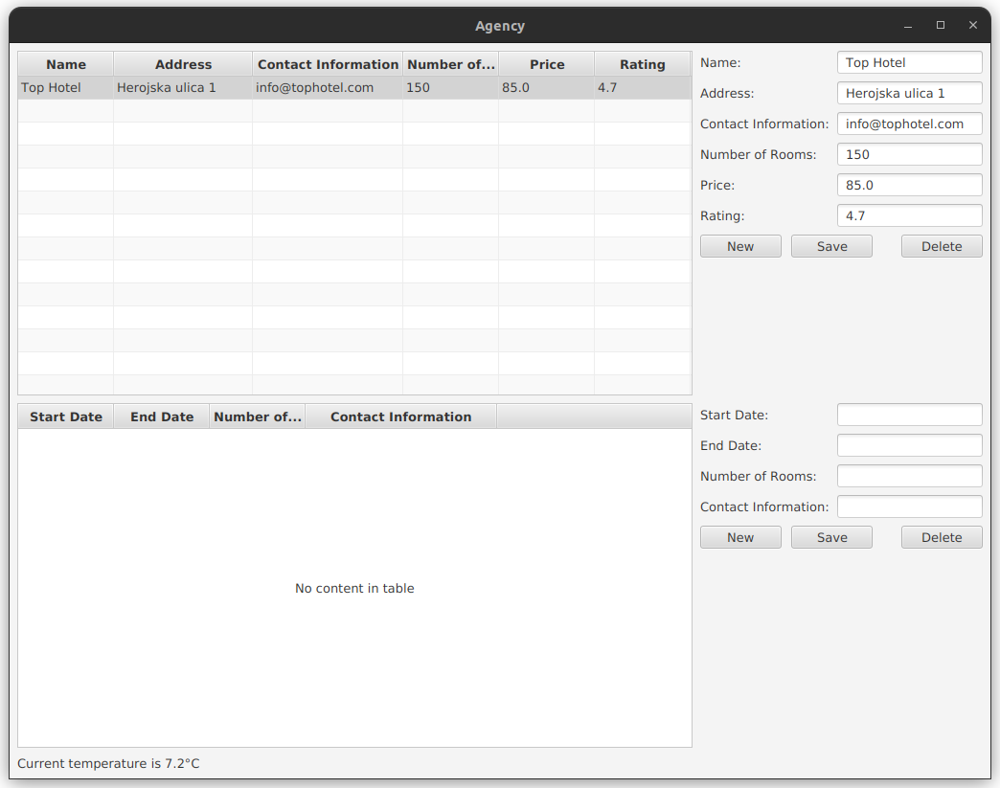 Agency
Name Address Contact Information Number of... Price Rating
Top Hotel Herojska ulica 1 info@tophotel.com 150 85.0 4.7
Name: Top Hotel
Address: Herojska ulica 1
Contact Information: info@tophotel.com
Number of Rooms: 150
Price: 85.0
Rating: 4.7
New Save Delete
Start Date End Date Number of... Contact Information
No content in table
Start Date:
End Date:
Number of Rooms:
Contact Information:
New Save Delete
Current temperature is 7.2°C